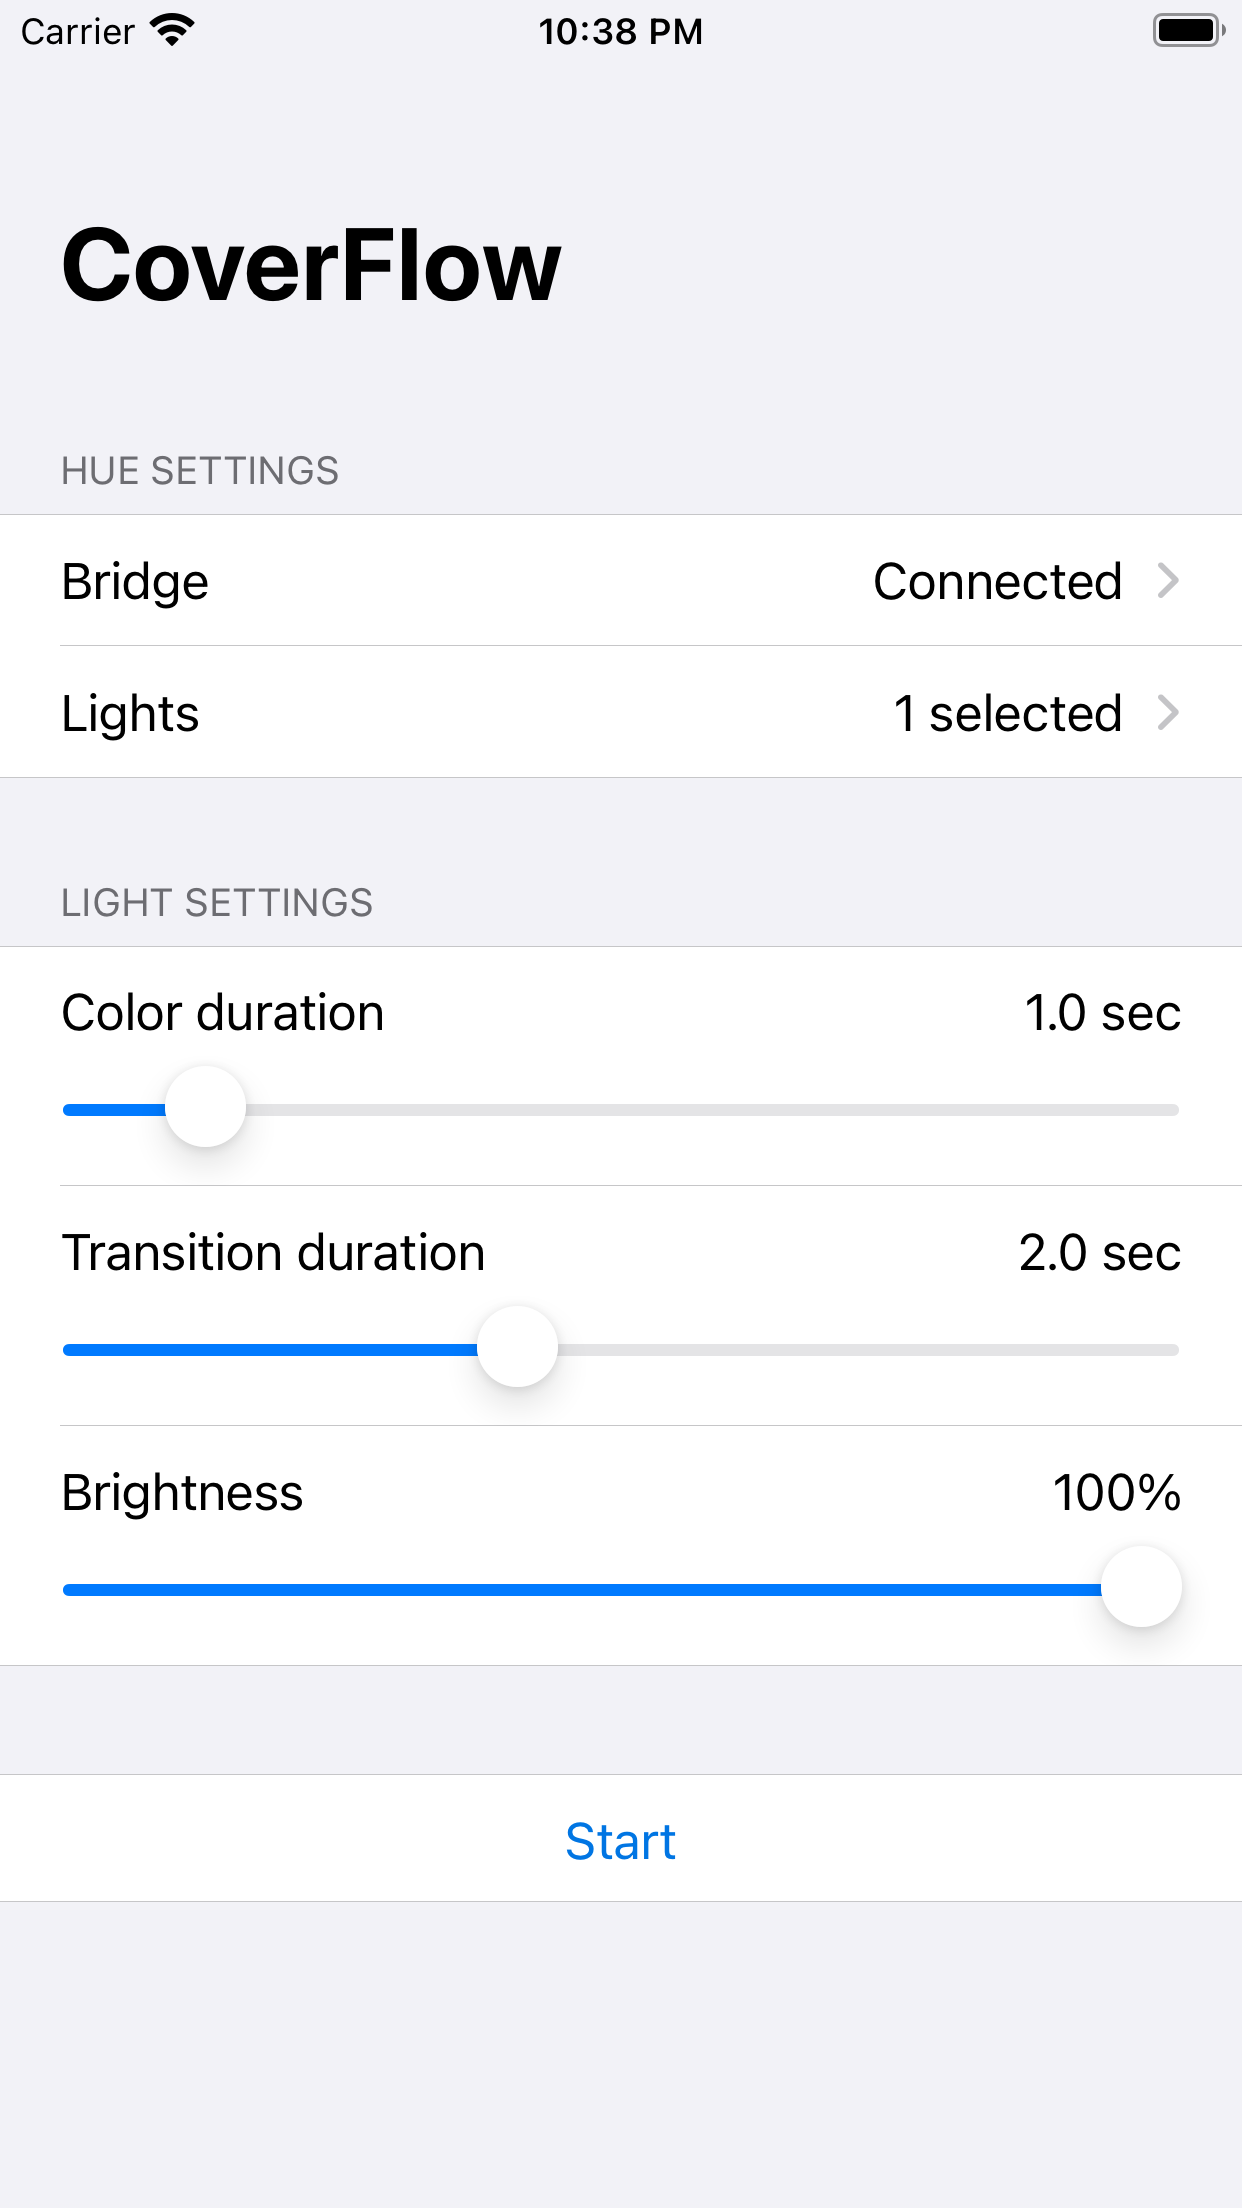 Carrier 10:38 PM
CoverFlow
HUE SETTINGS
Bridge Connected
Lights 1 selected
LIGHT SETTINGS
Color duration 1.0 sec
Transition duration 2.0 sec
Brightness 100%
Start